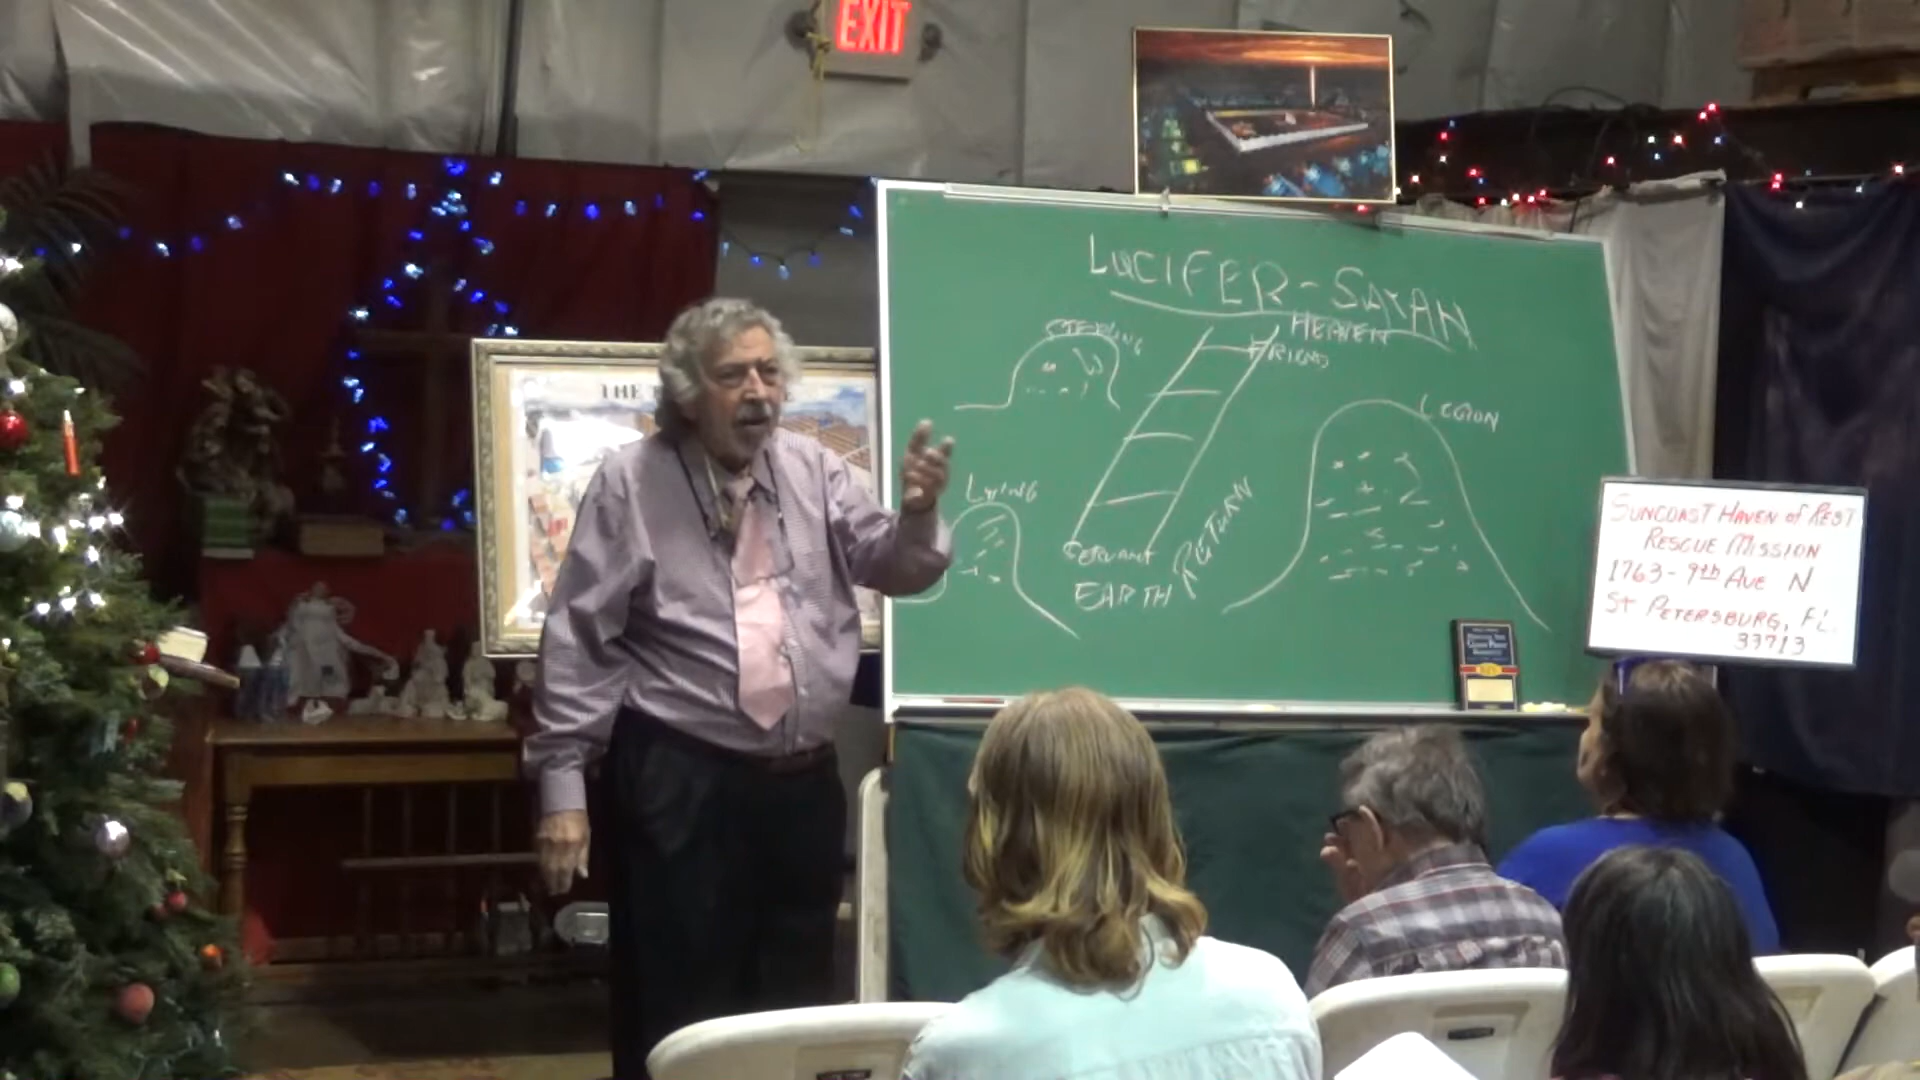 EXIT
LUCIFER-SATAN
HEAVEN
FRIEND
STEALING
LEGION
LYING
RETURN
SERVANT
EARTH
THE
SUNCOAST HAVEN of REST
RESCUE MISSION
1763-9th AVE N
ST PETERSBURG, FL.
33713